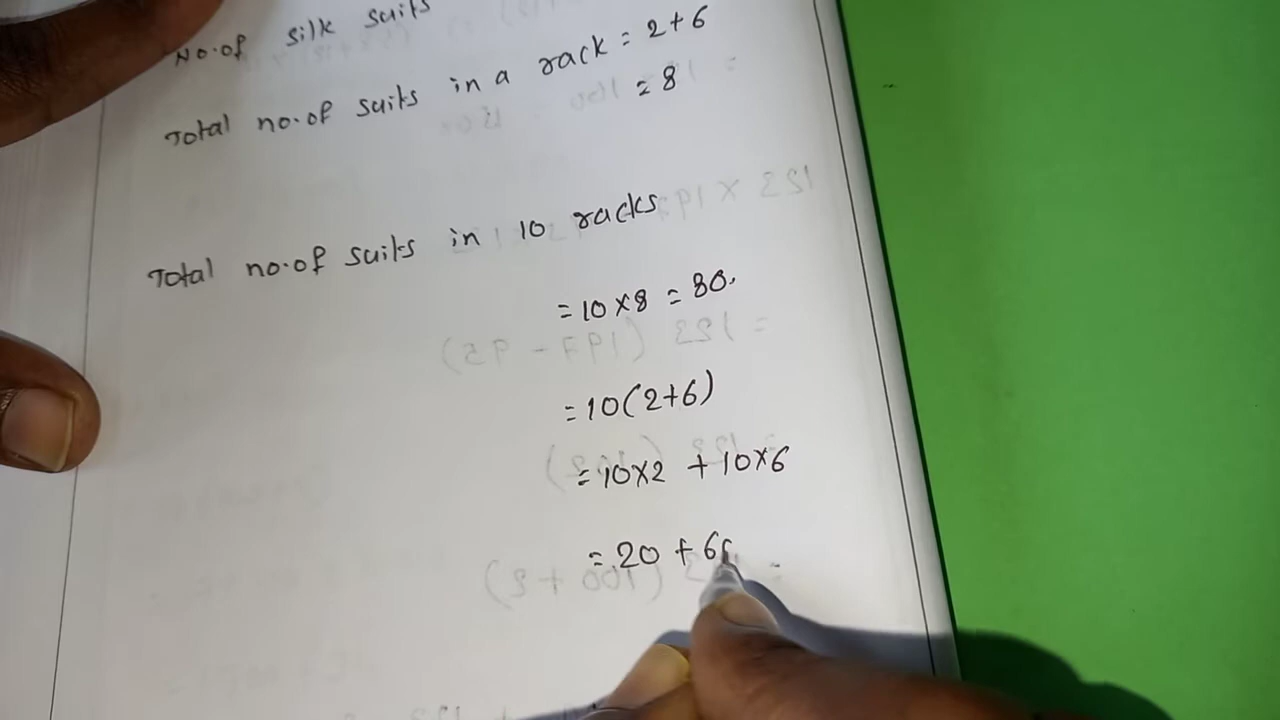 No.of silk suits
Total no.of suits in a rack = 2+6
= 8
Total no.of suits in 10 racks
= 10×8 = 80.
= 10(2+6)
= 10×2 + 10×6
= 20 + 60